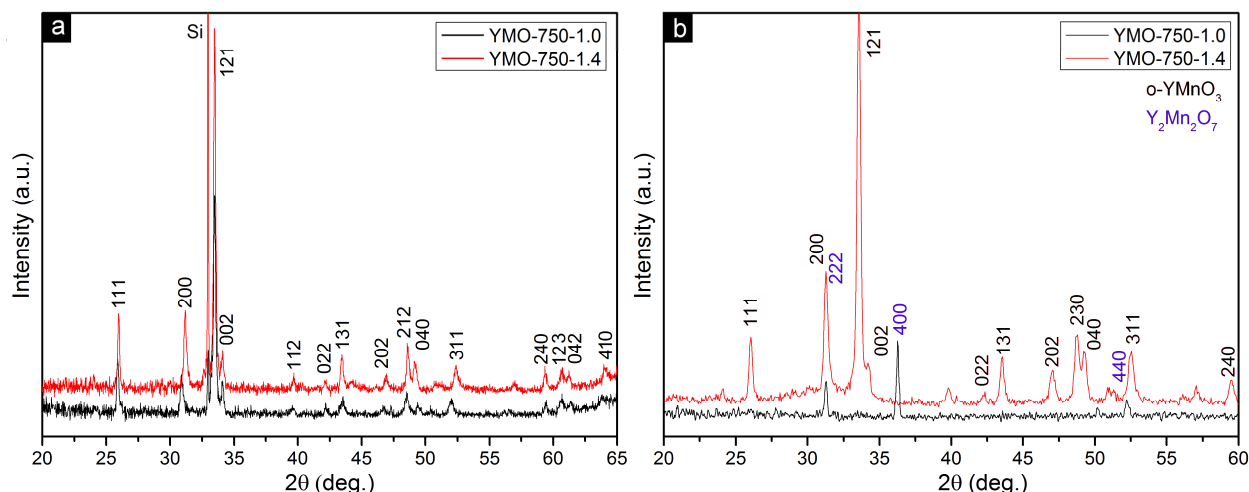 a
Si
121
YMO-750-1.0
YMO-750-1.4
111
200
002
112
022
131
202
212
040
311
240
123
042
410
Intensity (a.u.)
20 25 30 35 40 45 50 55 60 65
2θ (deg.)
b
121
YMO-750-1.0
YMO-750-1.4
o-YMnO₃
Y₂Mn₂O₇
111
200
222
002
400
022
131
202
230
040
440
311
240
Intensity (a.u.)
20 25 30 35 40 45 50 55 60
2θ (deg.)